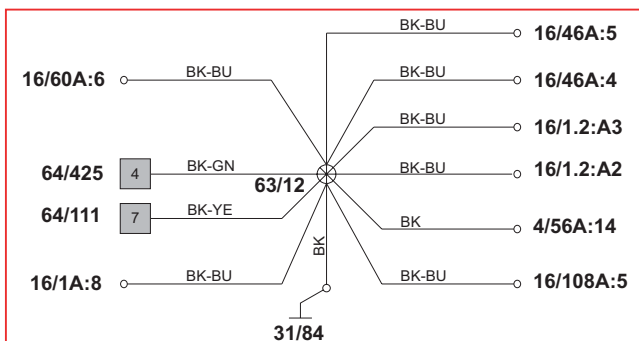 BK-BU 16/46A:5
16/60A:6 BK-BU BK-BU 16/46A:4
BK-BU 16/1.2:A3
64/425 4 BK-GN 63/12 BK-BU 16/1.2:A2
64/111 7 BK-YE BK 4/56A:14
BK
16/1A:8 BK-BU BK-BU 16/108A:5
31/84